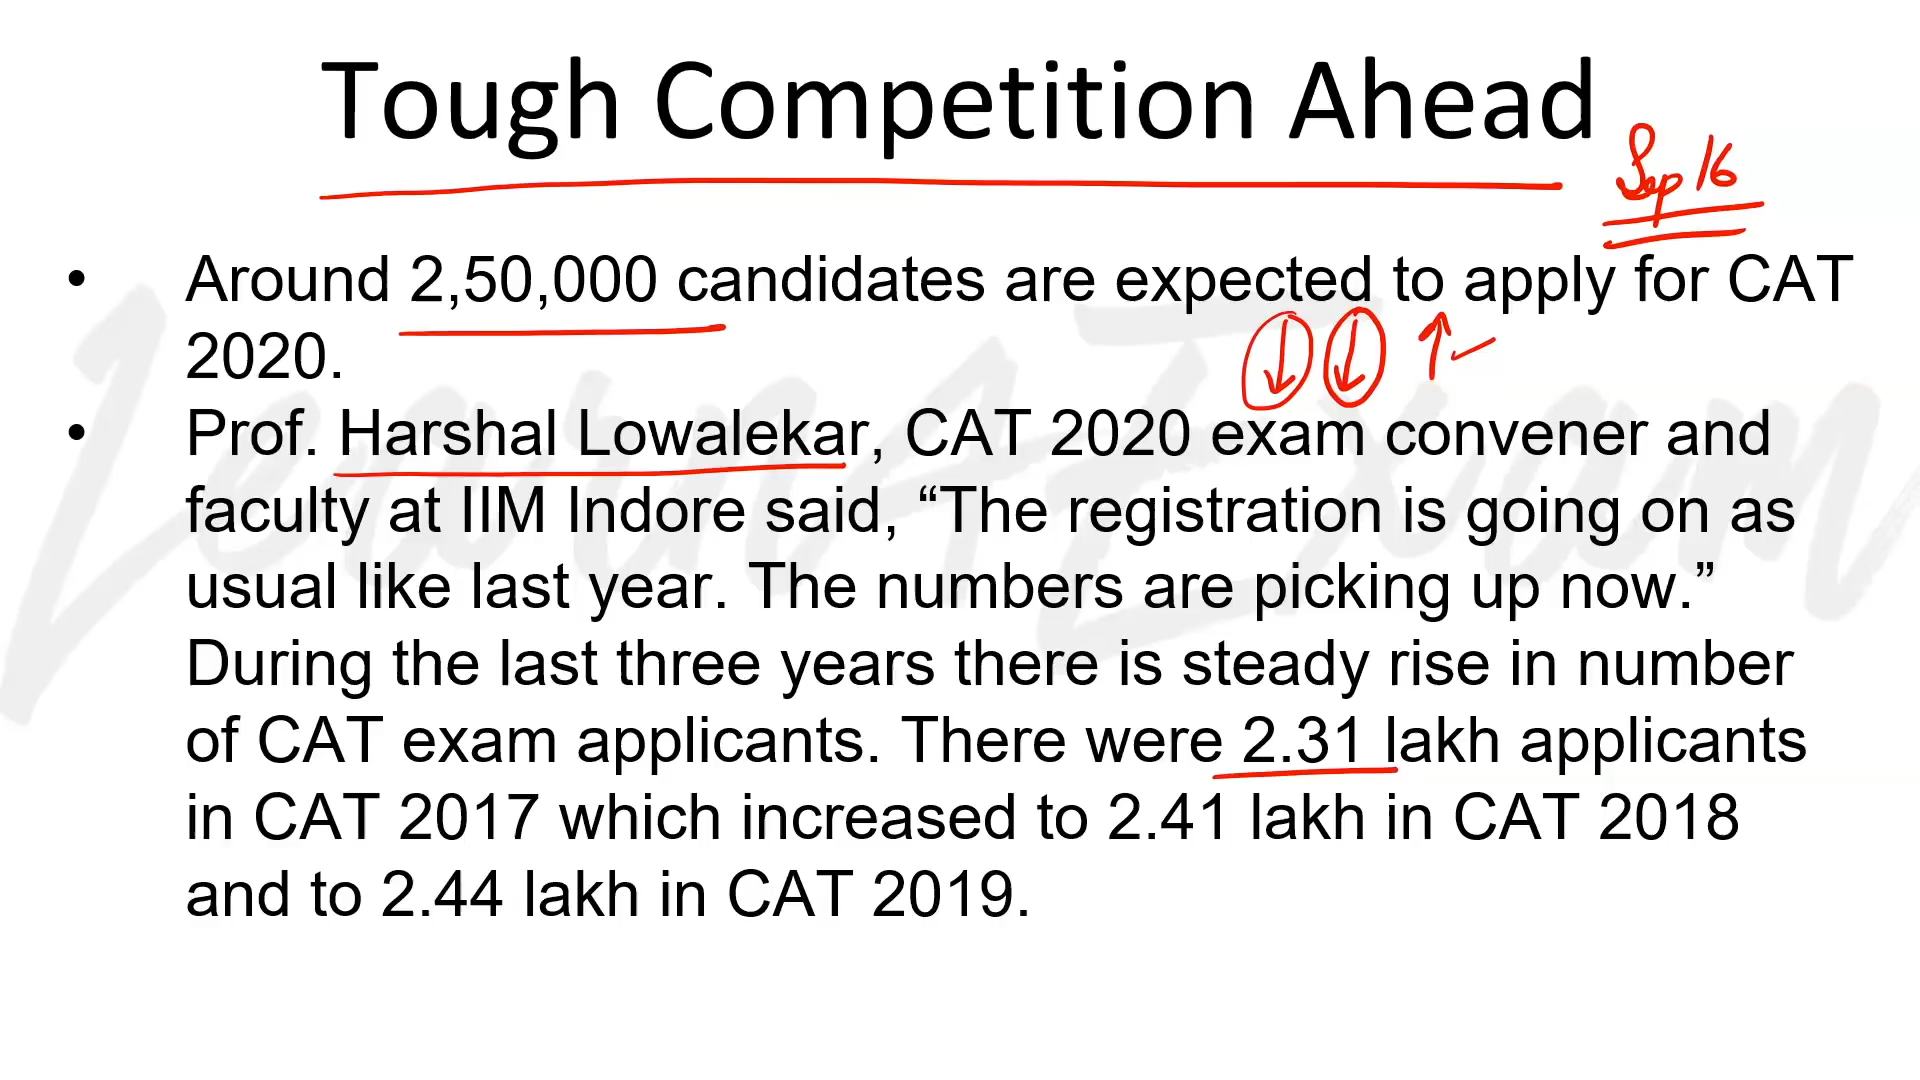 Tough Competition Ahead
Sep 16
• Around 2,50,000 candidates are expected to apply for CAT
2020.
• Prof. Harshal Lowalekar, CAT 2020 exam convener and
faculty at IIM Indore said, “The registration is going on as
usual like last year. The numbers are picking up now.”
During the last three years there is steady rise in number
of CAT exam applicants. There were 2.31 lakh applicants
in CAT 2017 which increased to 2.41 lakh in CAT 2018
and to 2.44 lakh in CAT 2019.
Learn4Exam